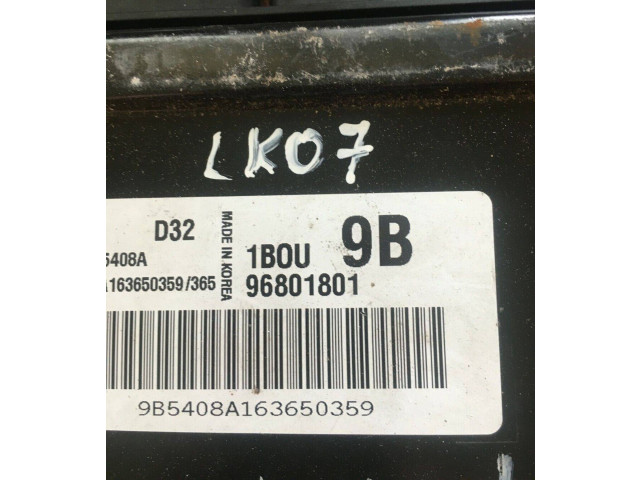 LK07
D32
MADE IN KOREA
1BOU 9B
5408A
96801801
A163650359/365
9B5408A163650359